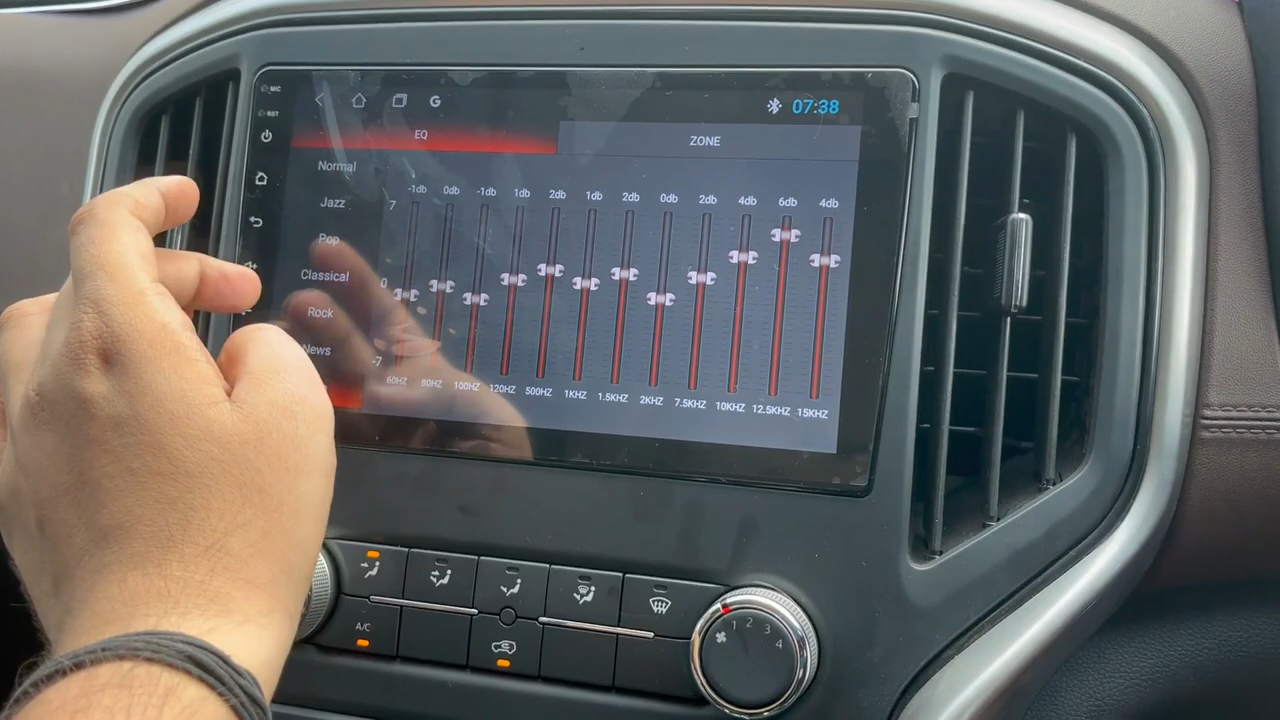 MIC
RST
G
07:38
EQ
ZONE
Normal
Jazz
Pop
Classical
Rock
News
7
0
-7
-1db 0db -1db 1db 2db 1db 2db 0db 2db 4db 6db 4db
60HZ 80HZ 100HZ 120HZ 500HZ 1KHZ 1.5KHZ 2KHZ 7.5KHZ 10KHZ 12.5KHZ 15KHZ
A/C
1 2 3 4